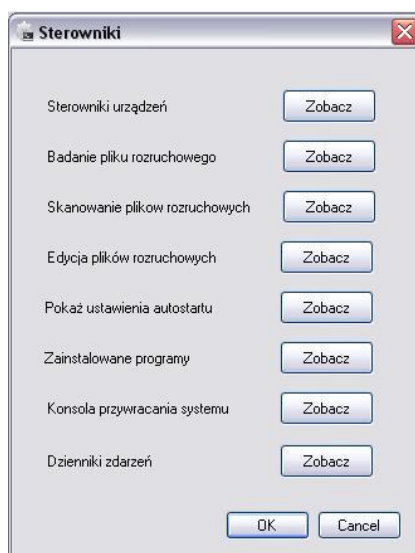 Sterowniki
Sterowniki urządzeń Zobacz
Badanie pliku rozruchowego Zobacz
Skanowanie plikow rozruchowych Zobacz
Edycja plików rozruchowych Zobacz
Pokaż ustawienia autostartu Zobacz
Zainstalowane programy Zobacz
Konsola przywracania systemu Zobacz
Dzienniki zdarzeń Zobacz
OK Cancel